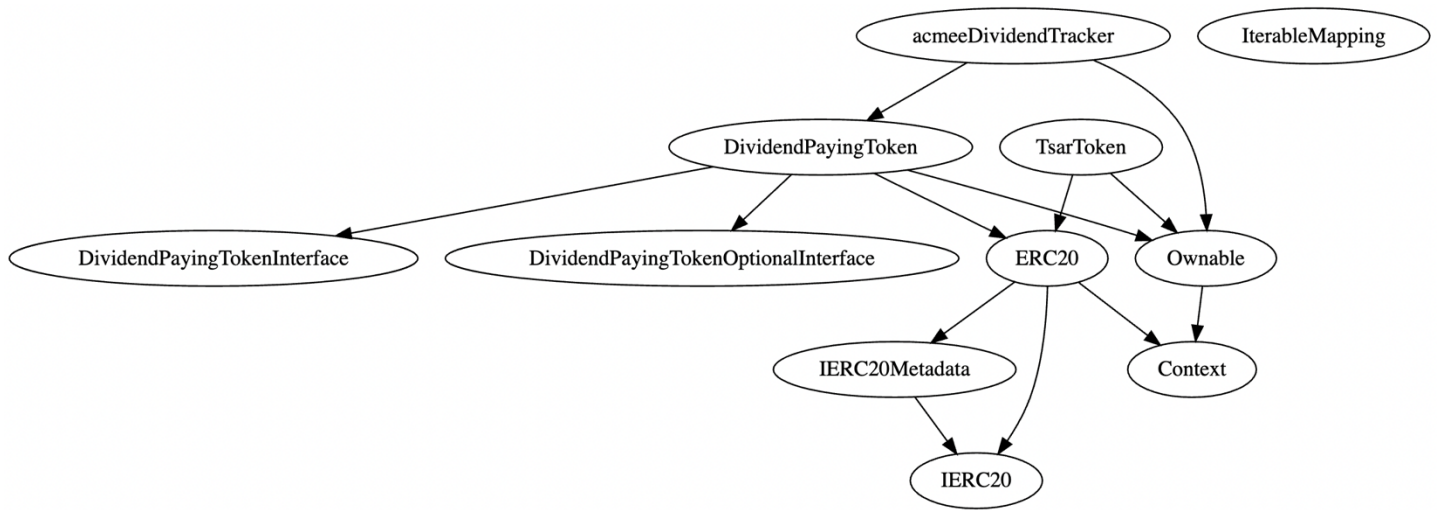 acmeeDividendTracker
IterableMapping
DividendPayingToken
TsarToken
DividendPayingTokenInterface
DividendPayingTokenOptionalInterface
ERC20
Ownable
IERC20Metadata
Context
IERC20